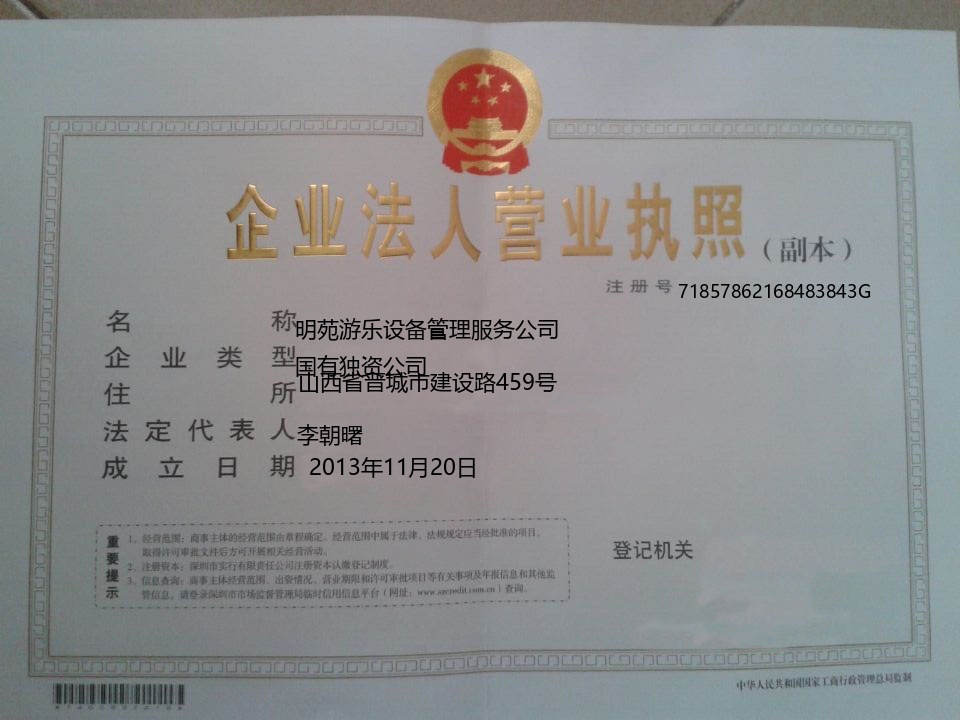 企业法人营业执照
（副本）
注册号 71857862168483843G
名称 明苑游乐设备管理服务公司
企业类型 国有独资公司
住所 山西省晋城市建设路459号
法定代表人 李朝曙
成立日期 2013年11月20日
重要提示
1、经营范围：商事主体的经营范围由章程确定。经营范围中属于法律、法规规定应当经批准的项目，
取得许可审批文件后方可开展相关经营活动。
2、注册资本：深圳市实行有限责任公司注册资本认缴登记制度。
3、信息查询：商事主体经营范围、出资情况、营业期限和许可审批项目等有关事项及年报信息和其他监
管信息，请登录深圳市市场监督管理局临时信用信息平台（网址：www.szcredit.com.cn）查询。
登记机关
中华人民共和国国家工商行政管理总局监制